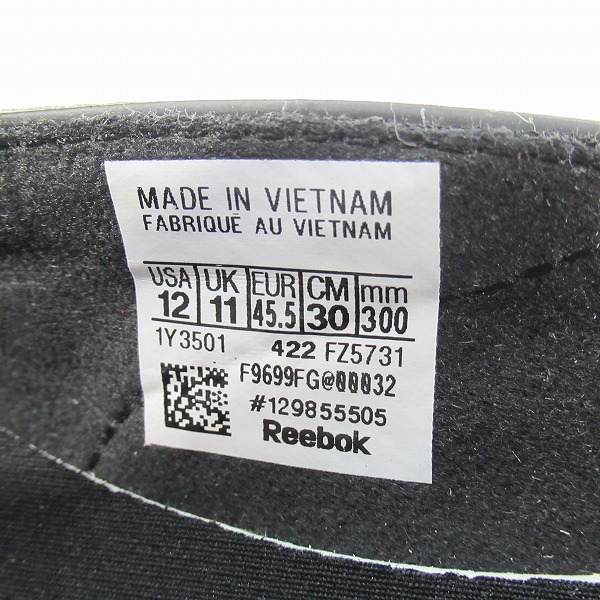 MADE IN VIETNAM
FABRIQUÉ AU VIETNAM
USA UK EUR CM mm
12 11 45.5 30 300
1Y3501 422 FZ5731
F9699FG@00032
#129855505
Reebok